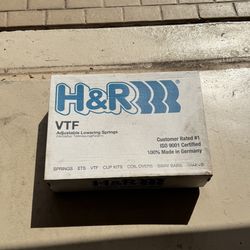 H&R
VTF
Adjustable Lowering Springs
Customer Rated #1
ISO 9001 Certified
100% Made in Germany
SPRINGS ETS VTF CUP KITS COIL OVERS SWAY BARS
H&R